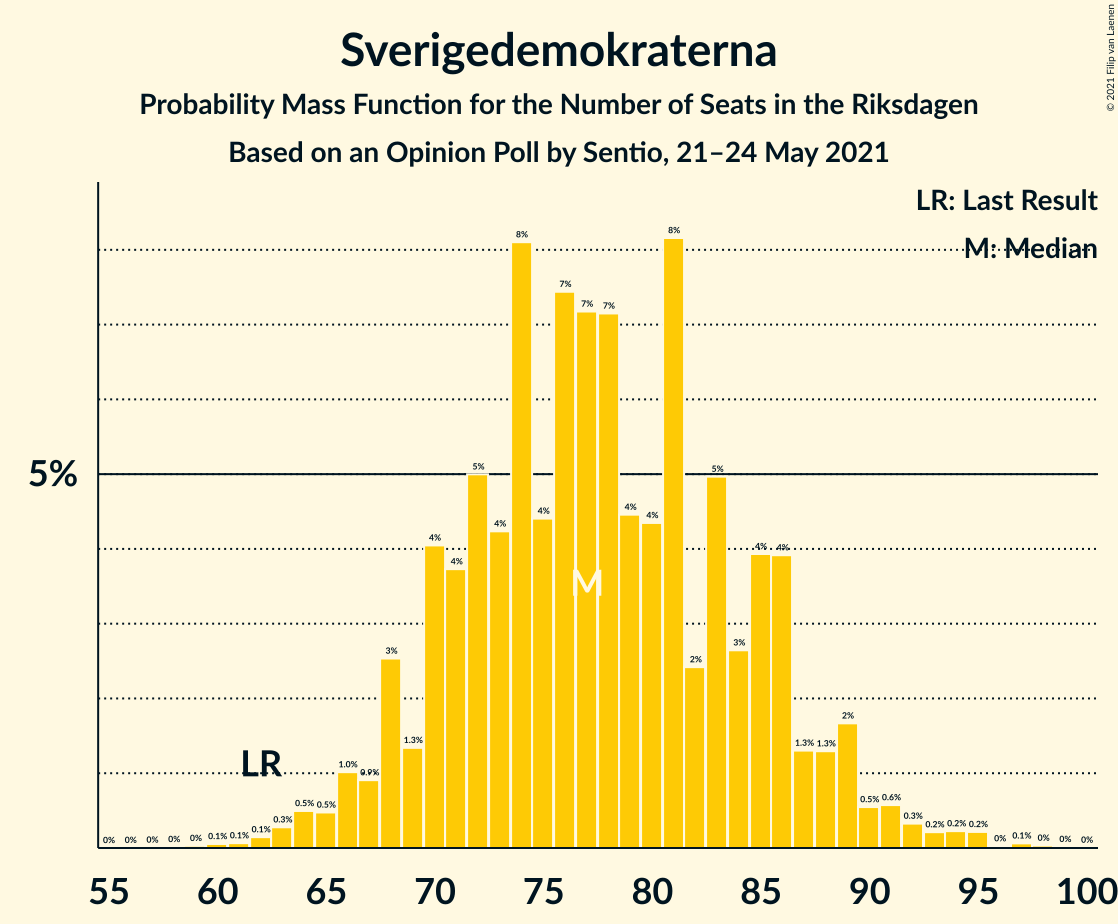 Sverigedemokraterna
Probability Mass Function for the Number of Seats in the Riksdagen
Based on an Opinion Poll by Sentio, 21–24 May 2021
© 2021 Filip van Laenen
LR: Last Result
M: Median
5%
LR
M
0% 0% 0% 0% 0% 0.1% 0.1% 0.1% 0.3% 0.5% 0.5% 1.0% 0.9% 3% 1.3% 4% 4% 5% 4% 8% 4% 7% 7% 7% 4% 4% 8% 2% 5% 3% 4% 4% 1.3% 1.3% 2% 0.5% 0.6% 0.3% 0.2% 0.2% 0.2% 0% 0.1% 0% 0% 0%
55 60 65 70 75 80 85 90 95 100